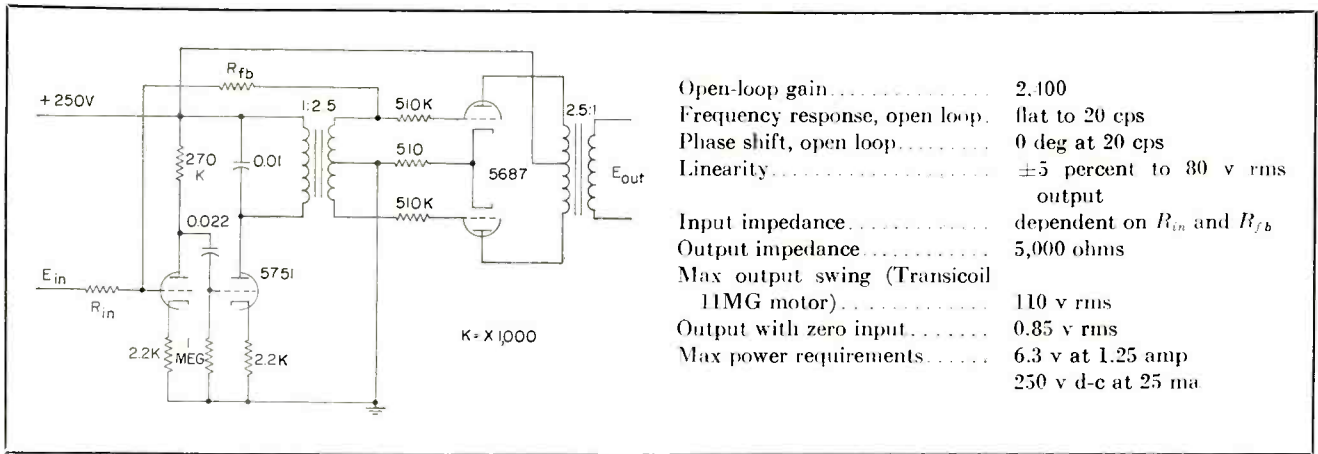 R_fb
+250V
1:2.5
510K
270
K
0.01
510
2.5:1
5687
E_out
0.022
510K
5751
E_in
R_in
2.2K
1
MEG
2.2K
K = X 1,000
Open-loop gain............... 2,400
Frequency response, open loop. flat to 20 cps
Phase shift, open loop......... 0 deg at 20 cps
Linearity..................... ±5 percent to 80 v rms
output
Input impedance............. dependent on R_in and R_fb
Output impedance............ 5,000 ohms
Max output swing (Transicoil
11MG motor)............... 110 v rms
Output with zero input........ 0.85 v rms
Max power requirements...... 6.3 v at 1.25 amp
250 v d-c at 25 ma